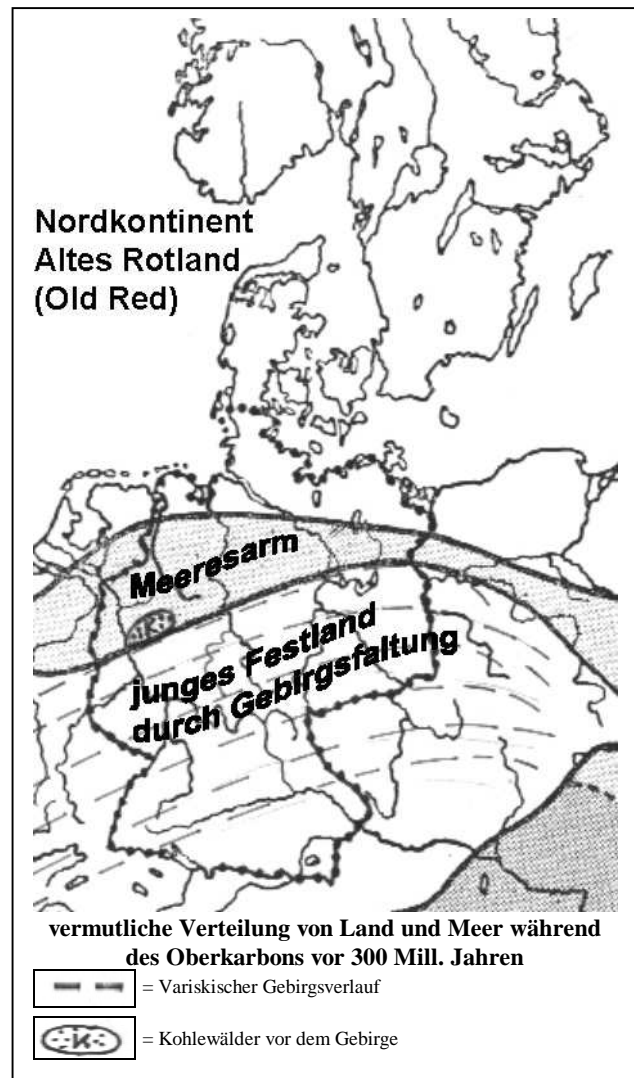 Nordkontinent
Altes Rotland
(Old Red)
Meeresarm
K
junges Festland
durch Gebirgsfaltung
vermutliche Verteilung von Land und Meer während
des Oberkarbons vor 300 Mill. Jahren
= Variskischer Gebirgsverlauf
K = Kohlewälder vor dem Gebirge